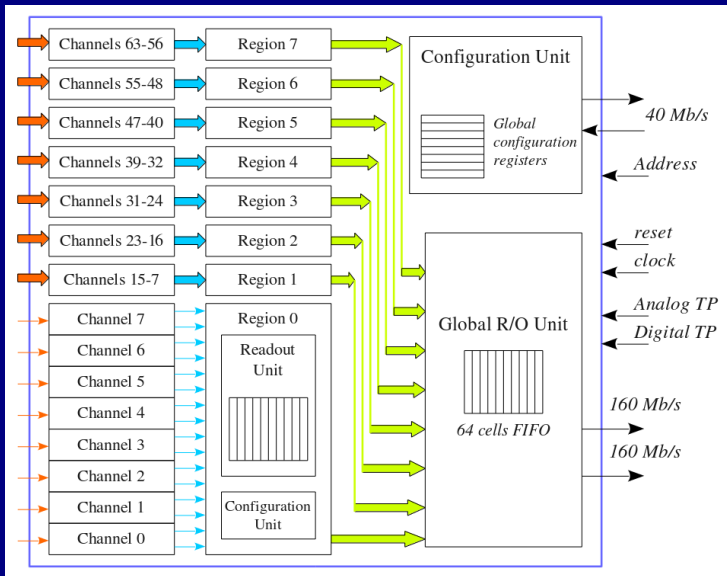 Channels 63-56
Region 7
Channels 55-48
Region 6
Channels 47-40
Region 5
Channels 39-32
Region 4
Channels 31-24
Region 3
Channels 23-16
Region 2
Channels 15-7
Region 1
Channel 7
Channel 6
Channel 5
Channel 4
Channel 3
Channel 2
Channel 1
Channel 0
Region 0
Readout
Unit
Configuration
Unit
Configuration Unit
Global
configuration
registers
Global R/O Unit
64 cells FIFO
40 Mb/s
Address
reset
clock
Analog TP
Digital TP
160 Mb/s
160 Mb/s